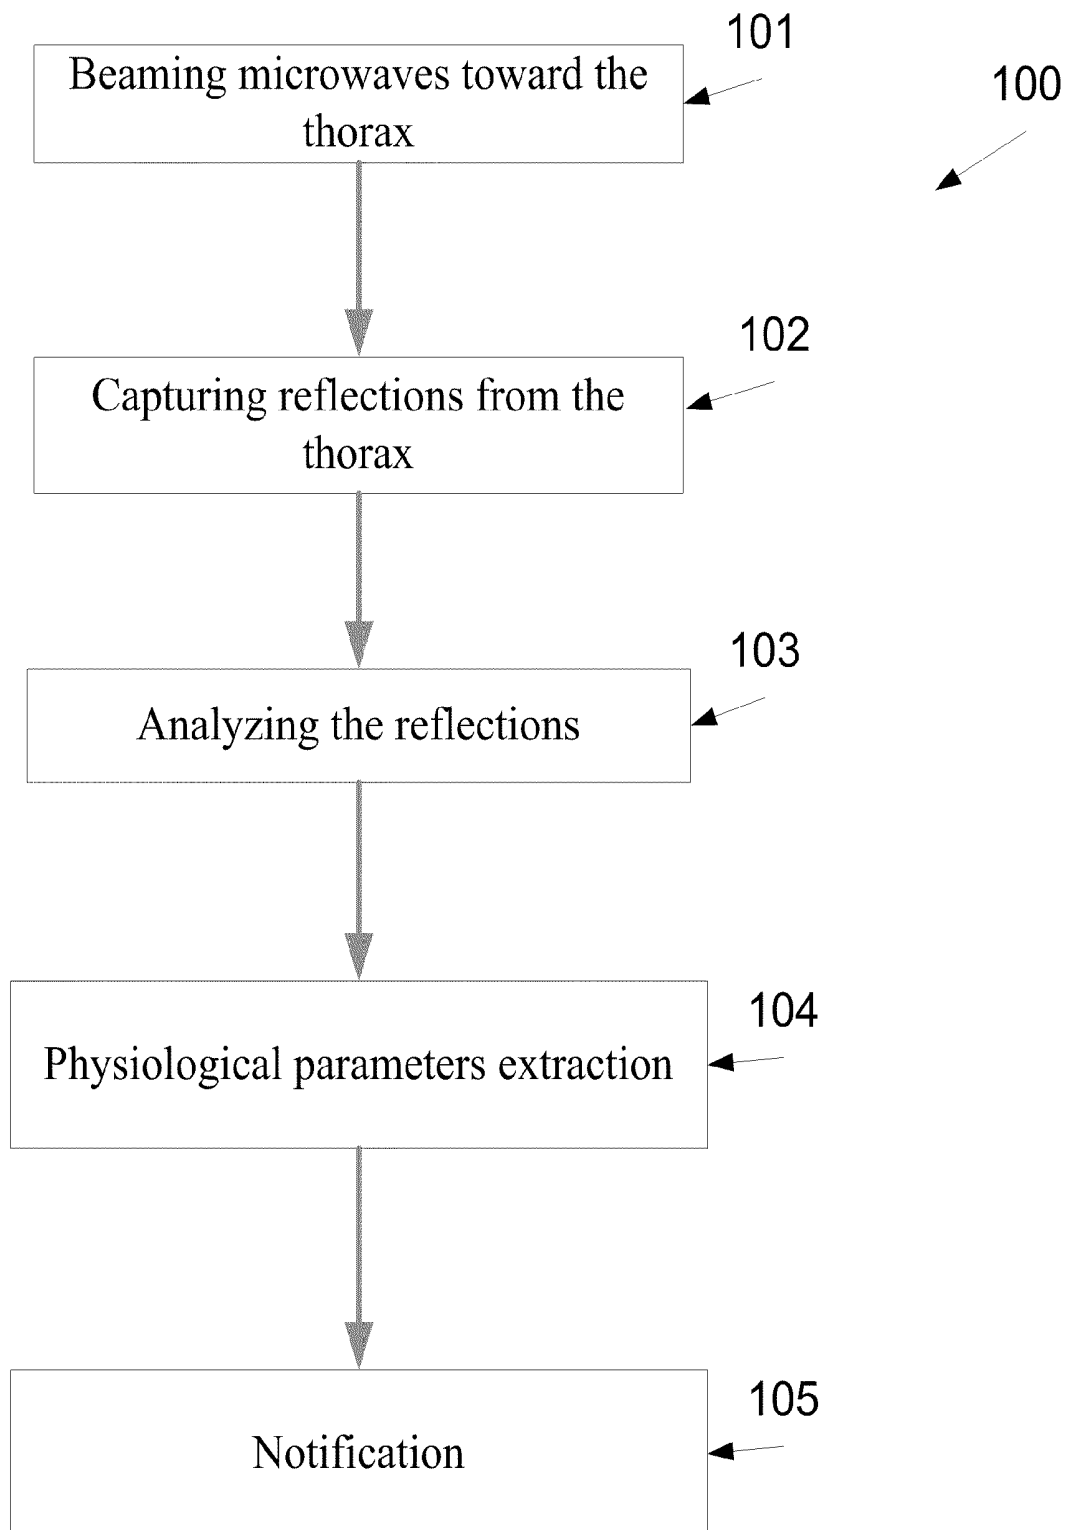 101
Beaming microwaves toward the
thorax
100
102
Capturing reflections from the
thorax
103
Analyzing the reflections
104
Physiological parameters extraction
105
Notification